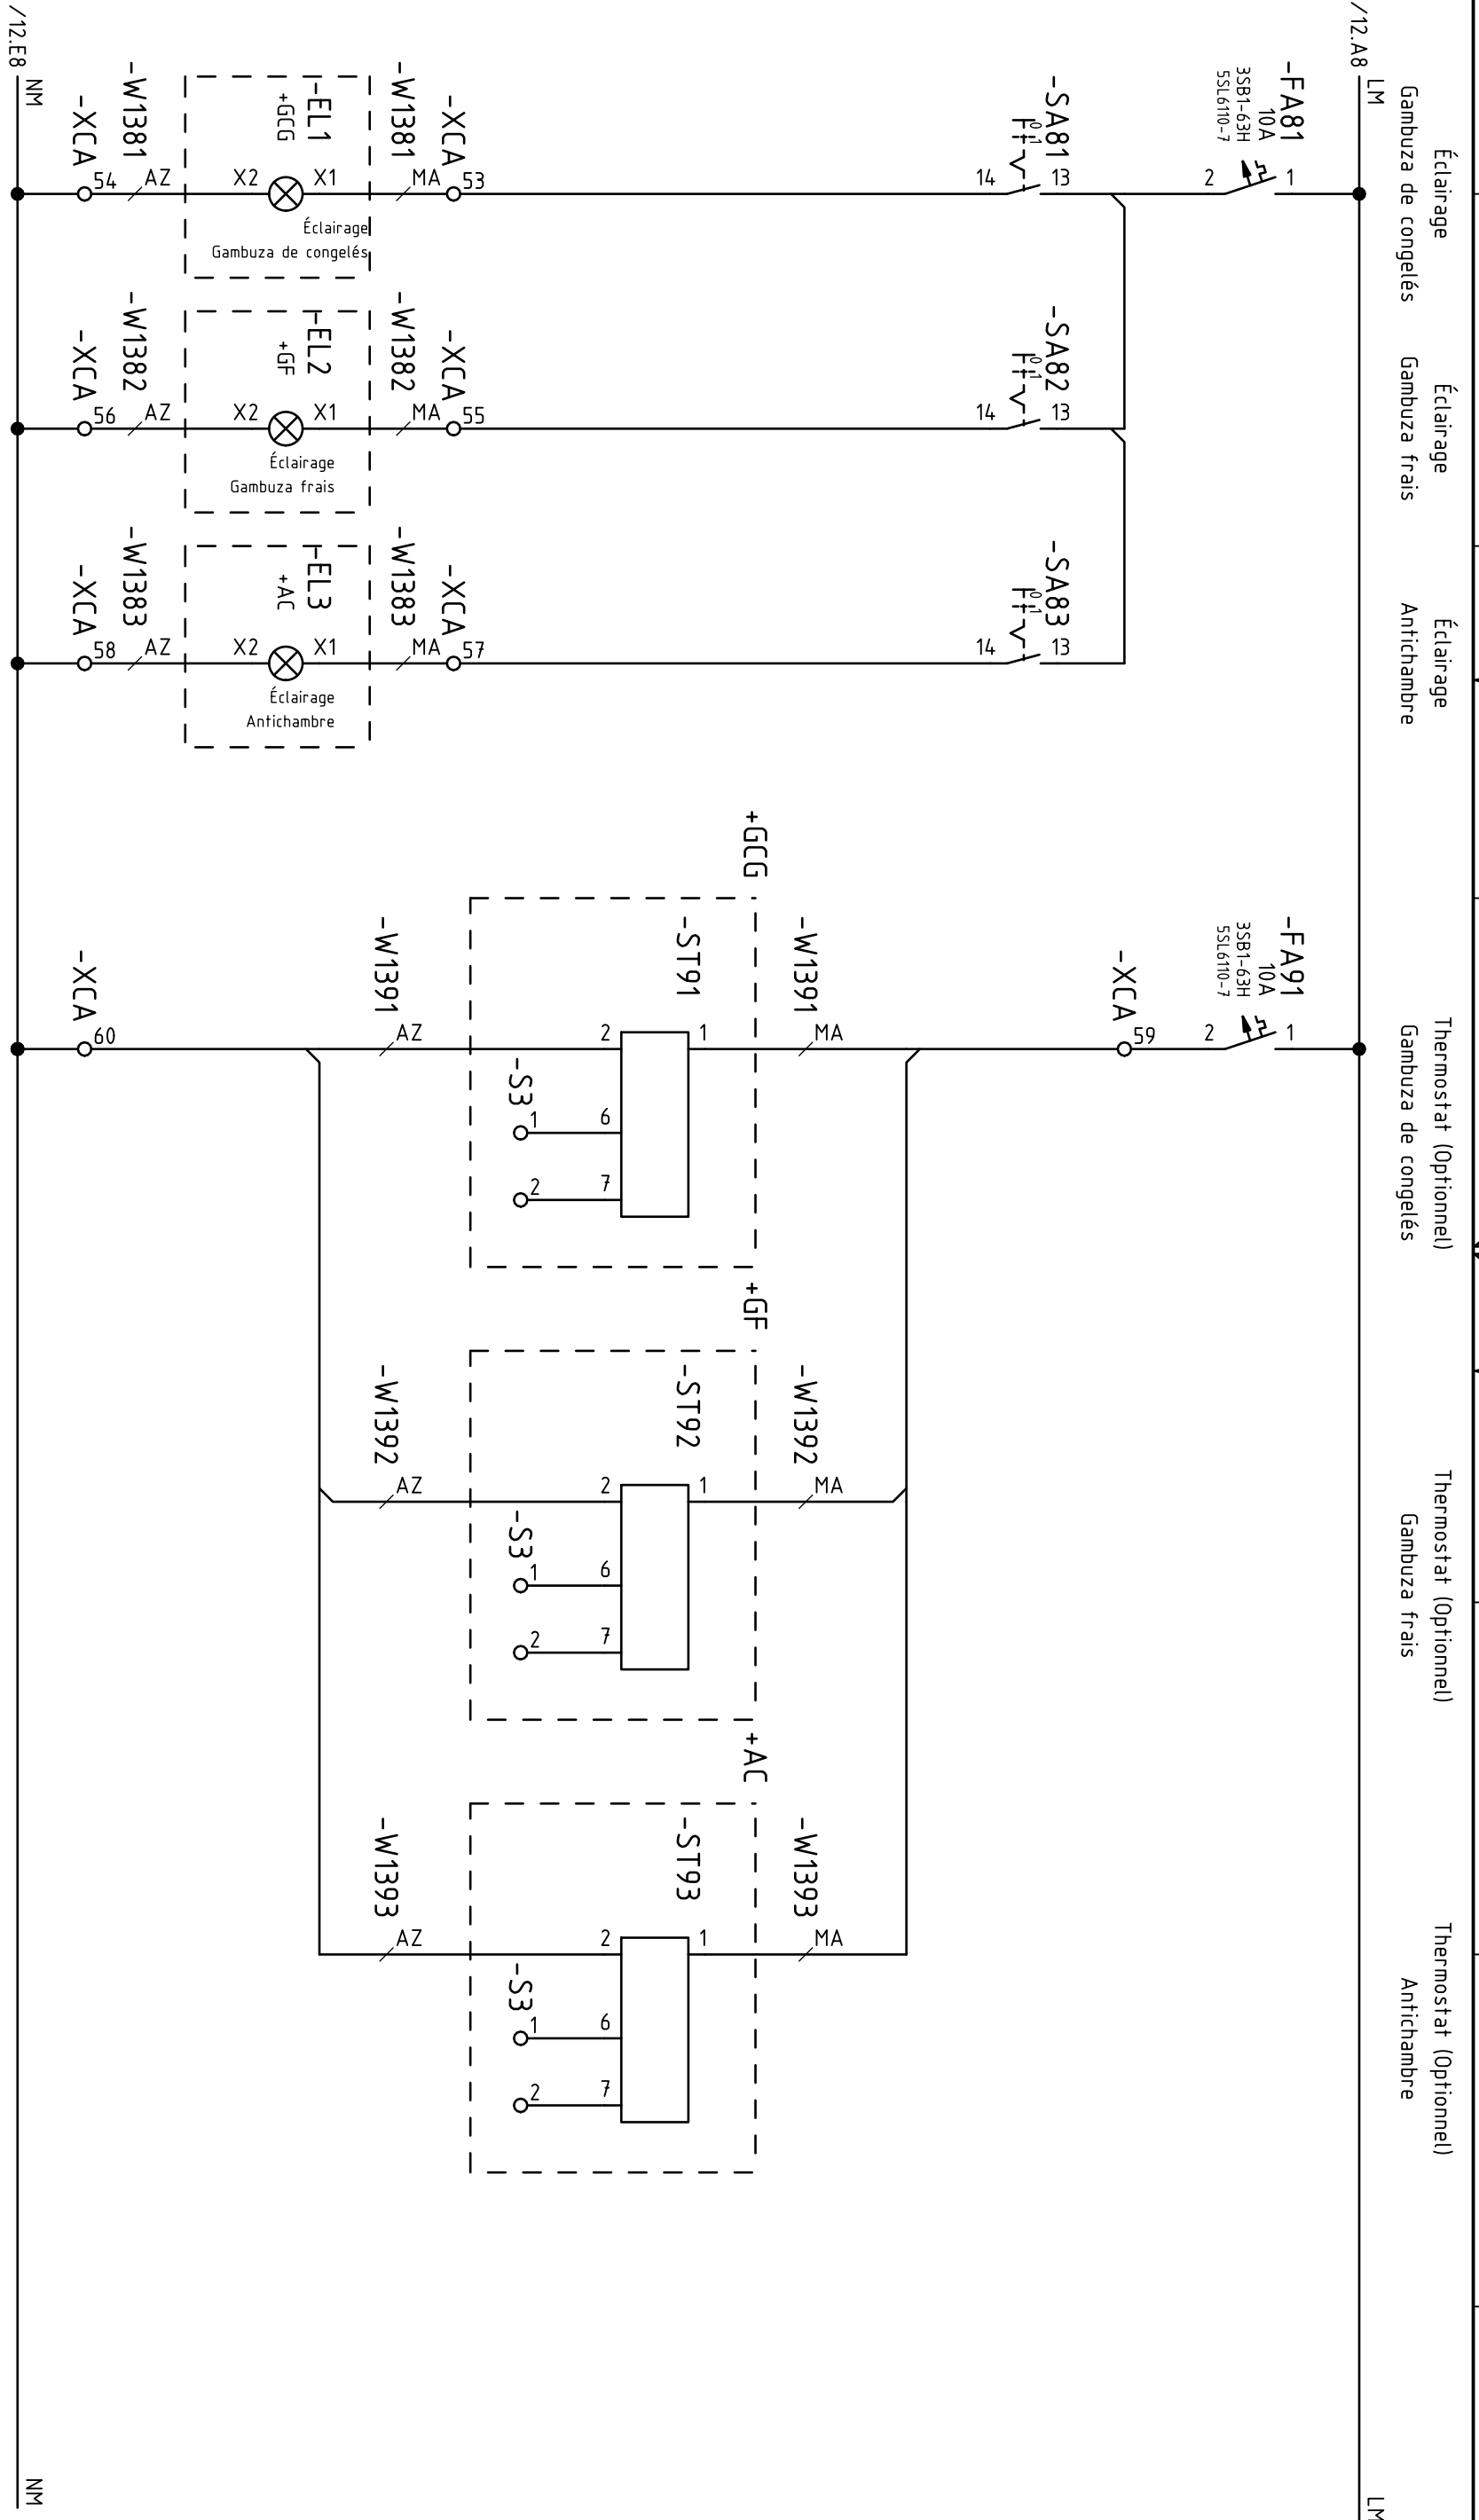 /12.A8
LM
LM
Éclairage
Gambuza de congelés
Éclairage
Gambuza frais
Éclairage
Antichambre
Thermostat (Optionnel)
Gambuza de congelés
Thermostat (Optionnel)
Gambuza frais
Thermostat (Optionnel)
Antichambre
-FA81
10A
3SB1-63H
5SL6110-7
1
2
-FA91
10A
3SB1-63H
5SL6110-7
1
2
-XCA
59
-SA81
0 1
13
14
-SA82
0 1
13
14
-SA83
0 1
13
14
-XCA
53
-W1381
MA
-EL1
+GCG
X1
X2
Éclairage
Gambuza de congelés
-W1381
AZ
-XCA
54
-XCA
55
-W1382
MA
-EL2
+GF
X1
X2
Éclairage
Gambuza frais
-W1382
AZ
-XCA
56
-XCA
57
-W1383
MA
-EL3
+AC
X1
X2
Éclairage
Antichambre
-W1383
AZ
-XCA
58
+GCG
-W1391
MA
-ST91
1
2
6
7
-S3
1
2
-W1391
AZ
-XCA
60
+GF
-W1392
MA
-ST92
1
2
6
7
-S3
1
2
-W1392
AZ
+AC
-W1393
MA
-ST93
1
2
6
7
-S3
1
2
-W1393
AZ
/12.E8
NM
NM